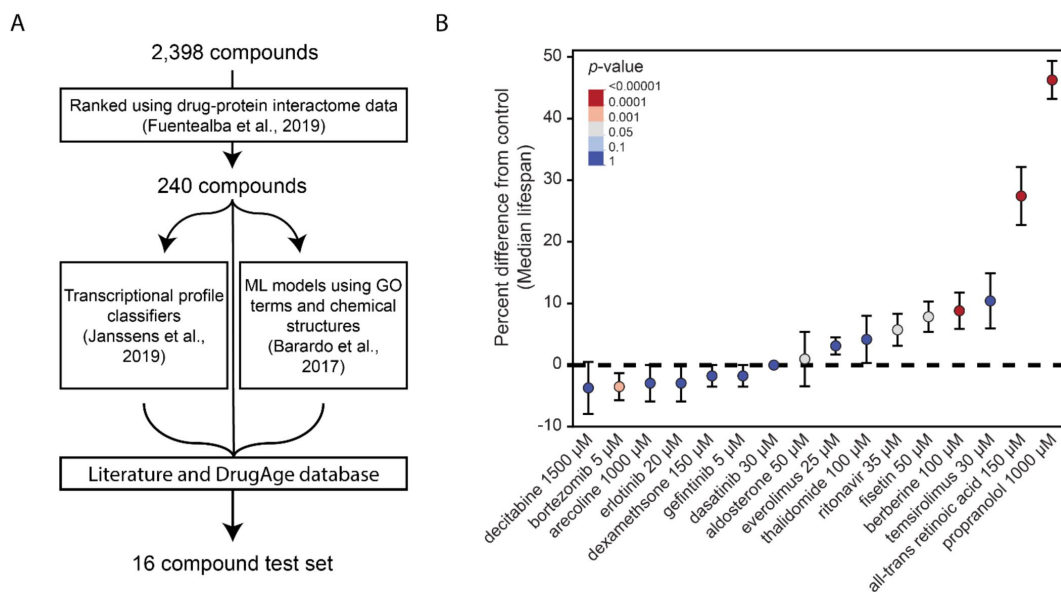 A
2,398 compounds
Ranked using drug-protein interactome data
(Fuentealba et al., 2019)
240 compounds
Transcriptional profile
classifiers
(Janssens et al.,
2019)
ML models using GO
terms and chemical
structures
(Barardo et al.,
2017)
Literature and DrugAge database
16 compound test set
B
Percent difference from control
(Median lifespan)
50
40
30
20
10
0
-10
p-value
<0.00001
0.0001
0.001
0.05
0.1
1
decitabine 1500 µM
bortezomib 5 µM
arecoline 1000 µM
erlotinib 20 µM
dexamethsone 150 µM
gefintinib 5 µM
dasatinib 30 µM
aldosterone 50 µM
everolimus 25 µM
thalidomide 100 µM
ritonavir 35 µM
fisetin 50 µM
berberine 100 µM
temsirolimus 30 µM
all-trans retinoic acid 150 µM
propranolol 1000 µM